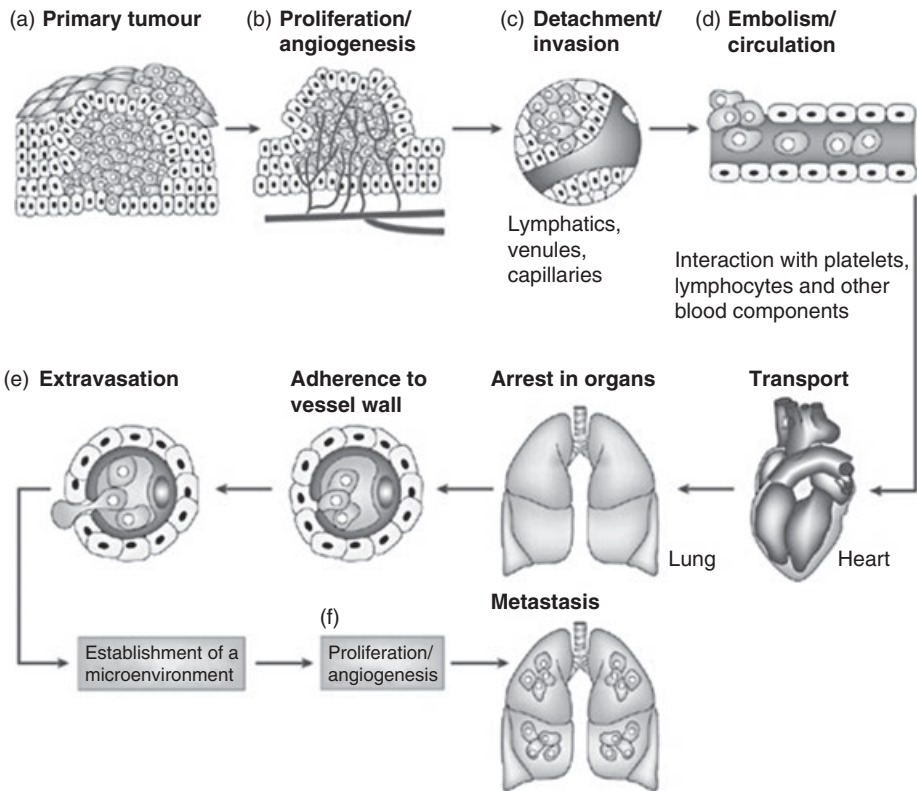 (a) Primary tumour
(b) Proliferation/
angiogenesis
(c) Detachment/
invasion
(d) Embolism/
circulation
Lymphatics,
venules,
capillaries
Interaction with platelets,
lymphocytes and other
blood components
(e) Extravasation
Adherence to
vessel wall
Arrest in organs
Transport
Lung
Heart
Establishment of a
microenvironment
(f)
Proliferation/
angiogenesis
Metastasis